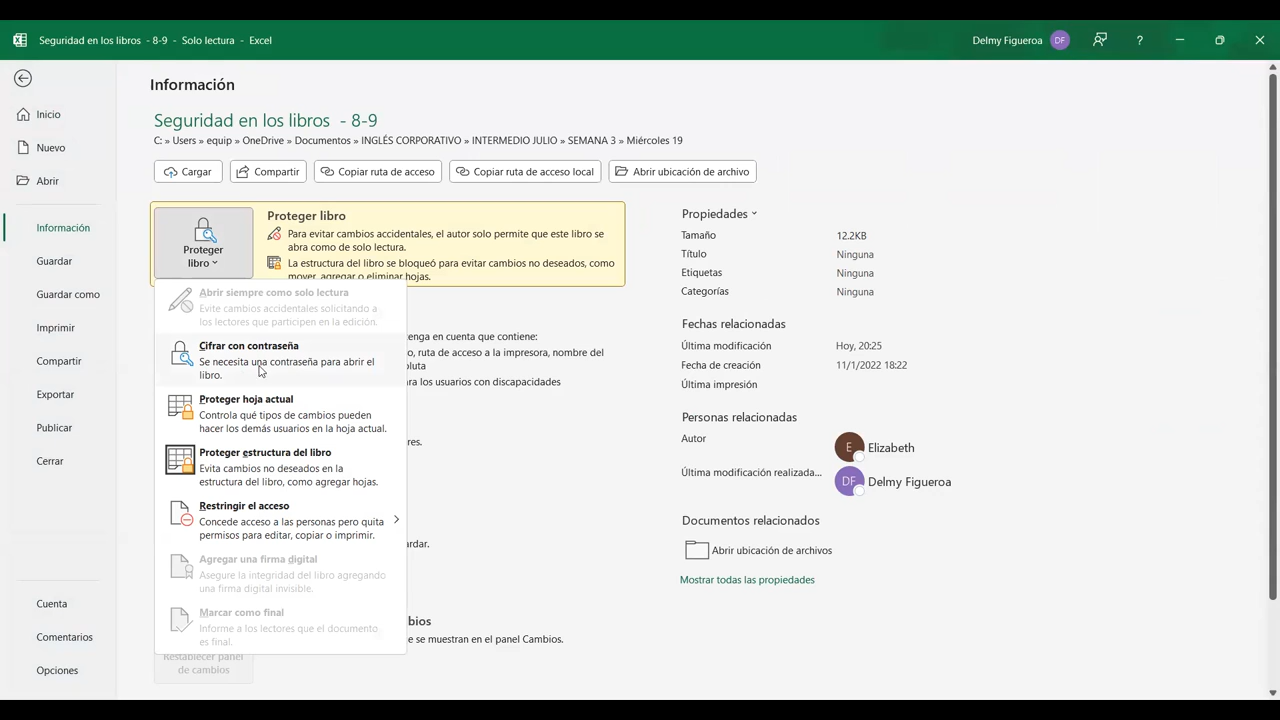 Seguridad en los libros - 8-9 - Solo lectura - Excel
Delmy Figueroa DF
?
Información
Inicio
Nuevo
Abrir
Información
Guardar
Guardar como
Imprimir
Compartir
Exportar
Publicar
Cerrar
Cuenta
Comentarios
Opciones
Seguridad en los libros - 8-9
C: » Users » equip » OneDrive » Documentos » INGLÉS CORPORATIVO » INTERMEDIO JULIO » SEMANA 3 » Miércoles 19
Cargar
Compartir
Copiar ruta de acceso
Copiar ruta de acceso local
Abrir ubicación de archivo
Proteger
libro
Proteger libro
Para evitar cambios accidentales, el autor solo permite que este libro se
abra como de solo lectura.
La estructura del libro se bloqueó para evitar cambios no deseados, como
mover, agregar o eliminar hojas.
Abrir siempre como solo lectura
Evite cambios accidentales solicitando a
los lectores que participen en la edición.
Cifrar con contraseña
Se necesita una contraseña para abrir el
libro.
Proteger hoja actual
Controla qué tipos de cambios pueden
hacer los demás usuarios en la hoja actual.
Proteger estructura del libro
Evita cambios no deseados en la
estructura del libro, como agregar hojas.
Restringir el acceso
Concede acceso a las personas pero quita
permisos para editar, copiar o imprimir.
Agregar una firma digital
Asegure la integridad del libro agregando
una firma digital invisible.
Marcar como final
Informe a los lectores que el documento
es final.
Restablecer panel
de cambios
tenga en cuenta que contiene:
o, ruta de acceso a la impresora, nombre del
oluta
ra los usuarios con discapacidades
res.
ardar.
bios
e se muestran en el panel Cambios.
Propiedades
Tamaño 12.2KB
Título Ninguna
Etiquetas Ninguna
Categorías Ninguna
Fechas relacionadas
Última modificación Hoy, 20:25
Fecha de creación 11/1/2022 18:22
Última impresión
Personas relacionadas
Autor E Elizabeth
Última modificación realizada... DF Delmy Figueroa
Documentos relacionados
Abrir ubicación de archivos
Mostrar todas las propiedades